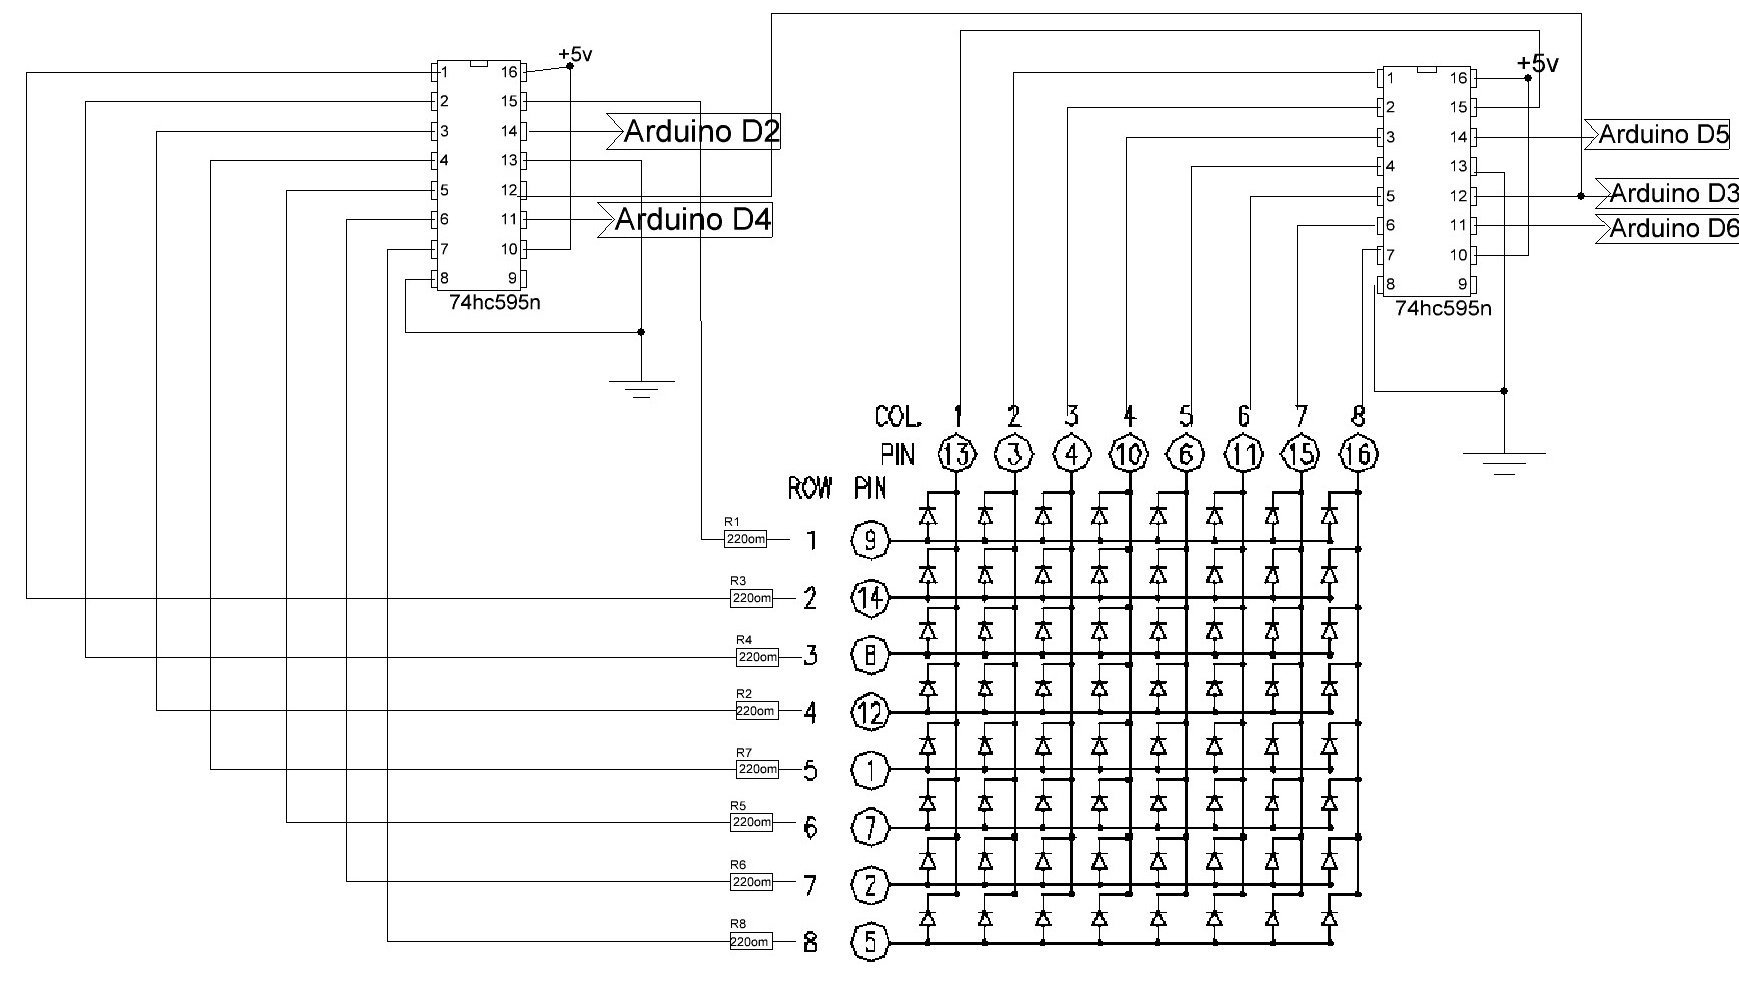 +5v
1 16
2 15
3 14 Arduino D2
4 13
5 12
6 11 Arduino D4
7 10
8 9
74hc595n
+5v
1 16
2 15
3 14 Arduino D5
4 13
5 12 Arduino D3
6 11 Arduino D6
7 10
8 9
74hc595n
COL. 1 2 3 4 5 6 7 8
PIN 13 3 4 10 6 11 15 16
ROW PIN
R1
220om 1 9
R3
220om 2 14
R4
220om 3 8
R2
220om 4 12
R7
220om 5 1
R5
220om 6 7
R6
220om 7 2
R8
220om 8 5